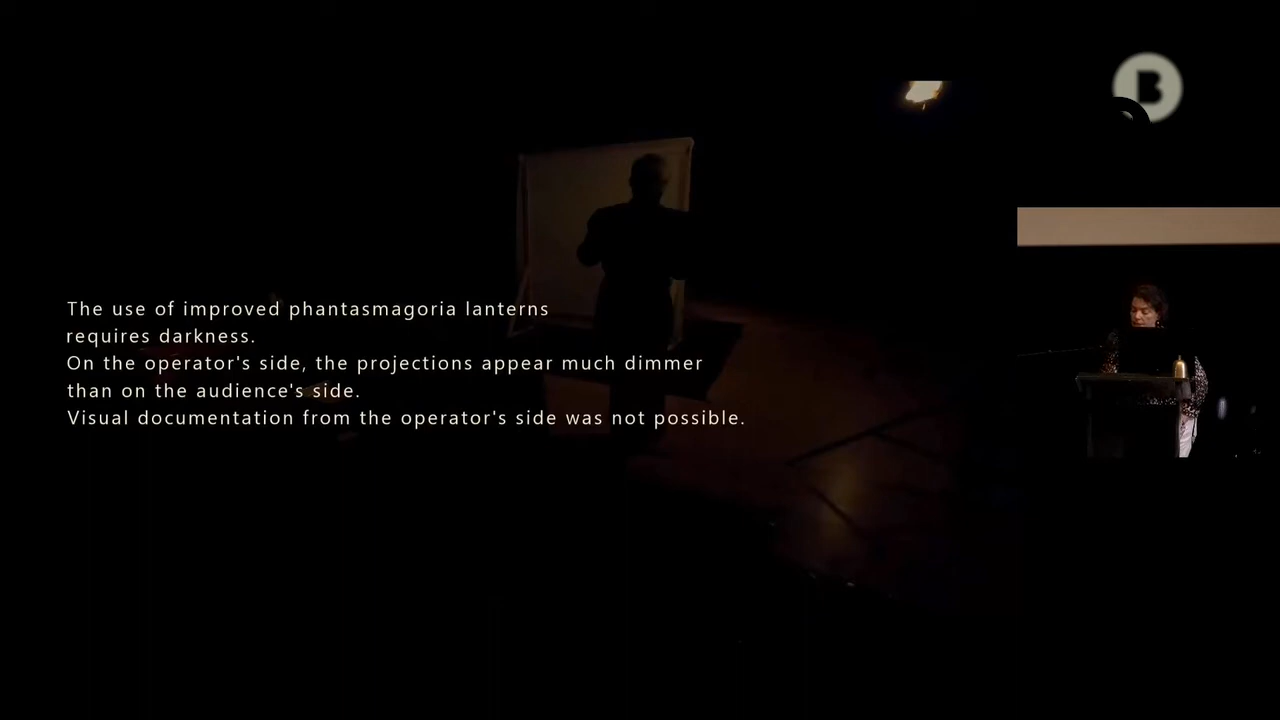 B
The use of improved phantasmagoria lanterns
requires darkness.
On the operator's side, the projections appear much dimmer
than on the audience's side.
Visual documentation from the operator's side was not possible.